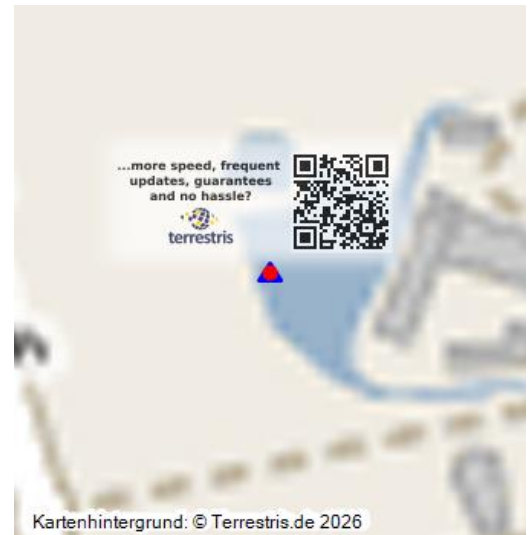 ...more speed, frequent
updates, guarantees
and no hassle?
terrestris
Kartenhintergrund: © Terrestris.de 2026